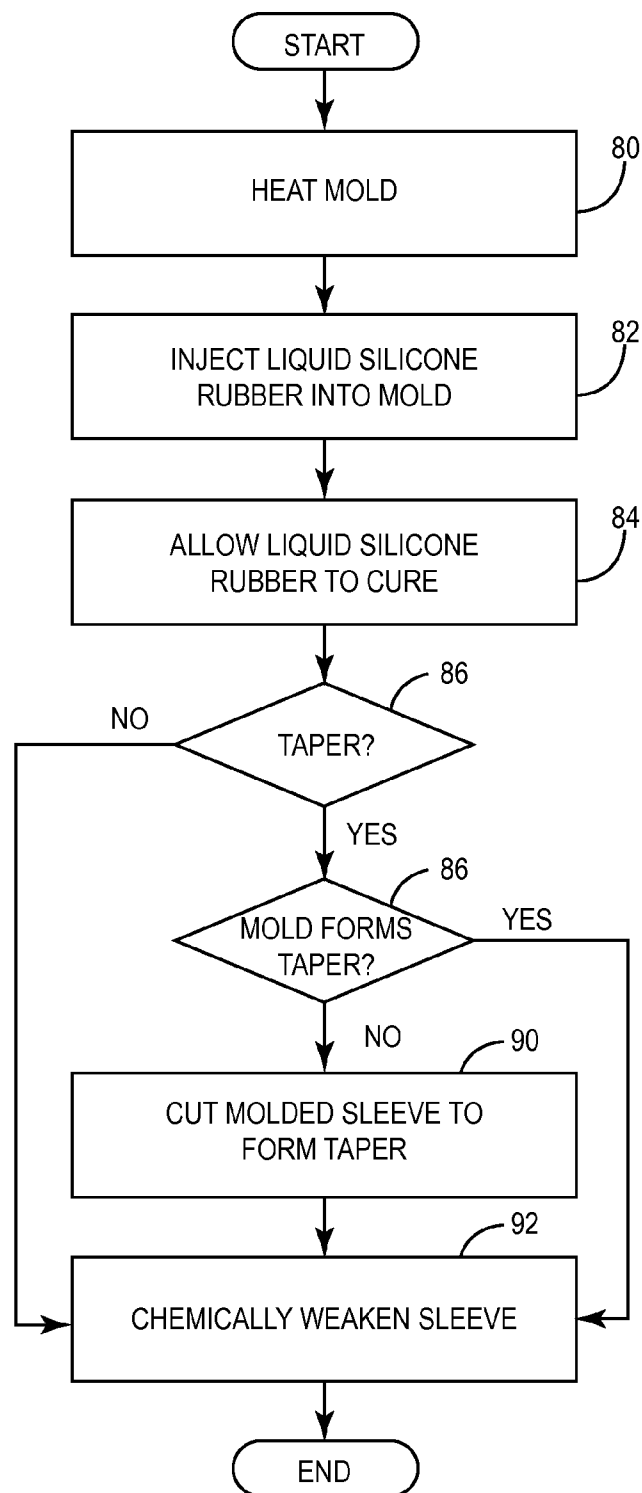 START
HEAT MOLD
80
INJECT LIQUID SILICONE
RUBBER INTO MOLD
82
ALLOW LIQUID SILICONE
RUBBER TO CURE
84
86
NO
TAPER?
YES
86
MOLD FORMS
TAPER?
YES
NO
90
CUT MOLDED SLEEVE TO
FORM TAPER
92
CHEMICALLY WEAKEN SLEEVE
END